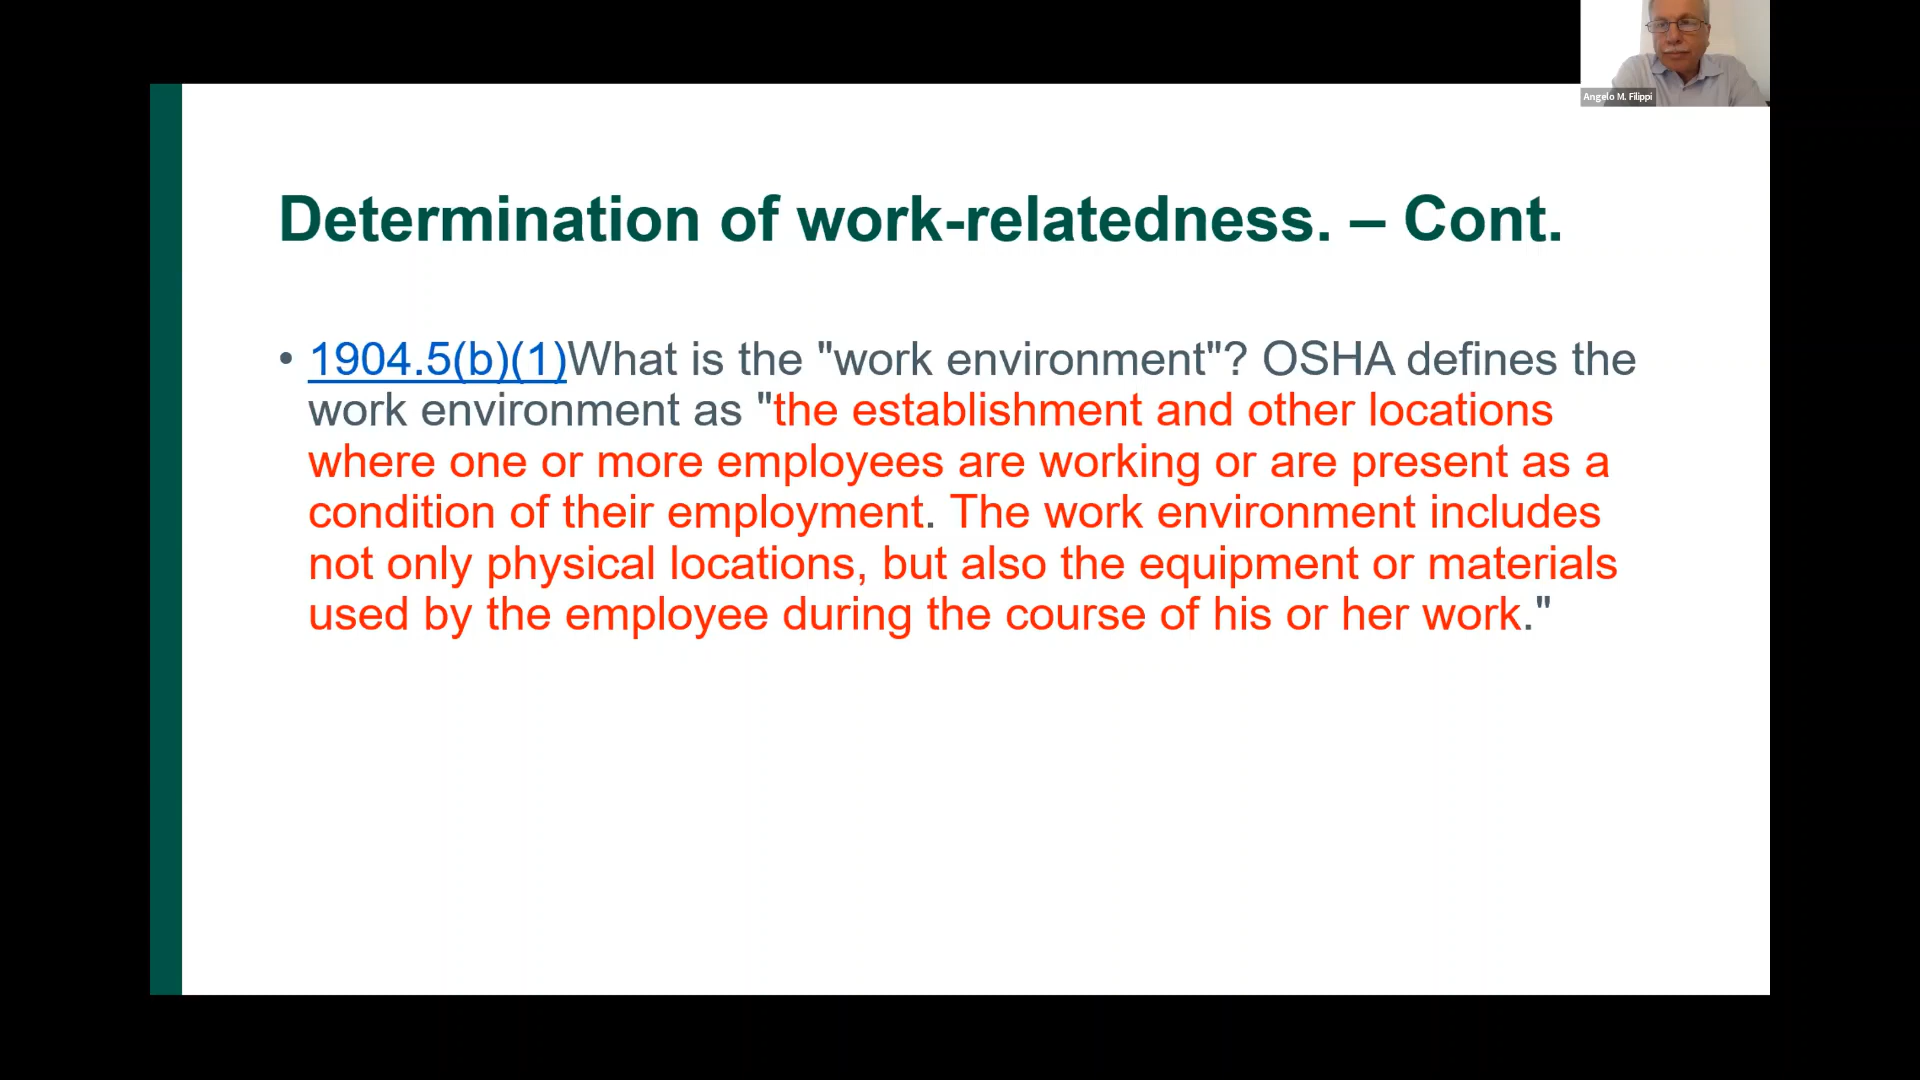 Angelo M. Filippi
Determination of work-relatedness. – Cont.
• 1904.5(b)(1)What is the "work environment"? OSHA defines the
work environment as "the establishment and other locations
where one or more employees are working or are present as a
condition of their employment. The work environment includes
not only physical locations, but also the equipment or materials
used by the employee during the course of his or her work."